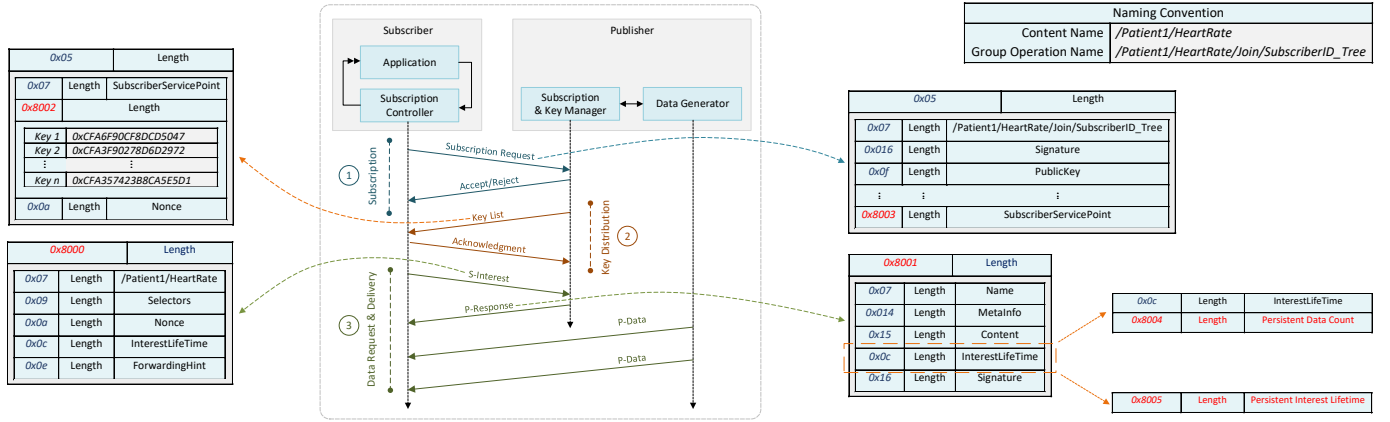 Naming Convention
Content Name /Patient1/HeartRate
Group Operation Name /Patient1/HeartRate/Join/SubscriberID_Tree
0x05 Length
0x07 Length SubscriberServicePoint
0x8002 Length
Key 1 0xCFA6F90CF8DCD5047
Key 2 0xCFA3F90278D6D2972
⋮ ⋮
Key n 0xCFA357423B8CA5E5D1
0x0a Length Nonce
0x8000 Length
0x07 Length /Patient1/HeartRate
0x09 Length Selectors
0x0a Length Nonce
0x0c Length InterestLifeTime
0x0e Length ForwardingHint
Subscriber
Publisher
Application
Subscription
Controller
Subscription
& Key Manager
Data Generator
1
Subscription
Subscription Request
Accept/Reject
Key List
2
Key Distribution
Acknowledgment
3
Data Request & Delivery
S-Interest
P-Response
P-Data
P-Data
0x05 Length
0x07 Length /Patient1/HeartRate/Join/SubscriberID_Tree
0x016 Length Signature
0x0f Length PublicKey
⋮ ⋮ ⋮
0x8003 Length SubscriberServicePoint
0x8001 Length
0x07 Length Name
0x014 Length MetaInfo
0x15 Length Content
0x0c Length InterestLifeTime
0x16 Length Signature
0x0c Length InterestLifeTime
0x8004 Length Persistent Data Count
0x8005 Length Persistent Interest Lifetime